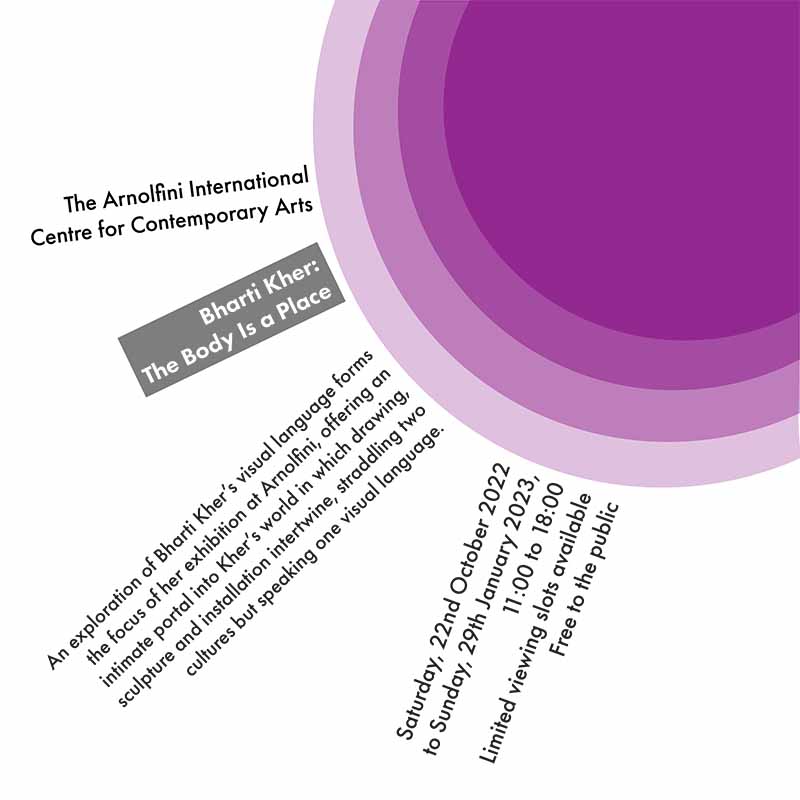 The Arnolfini International
Centre for Contemporary Arts
Bharti Kher:
The Body Is a Place
An exploration of Bharti Kher's visual language forms
the focus of her exhibition at Arnolfini, offering an
intimate portal into Kher's world in which drawing,
sculpture and installation intertwine, straddling two
cultures but speaking one visual language.
Saturday, 22nd October 2022
to Sunday, 29th January 2023,
11:00 to 18:00
Limited viewing slots available
Free to the public